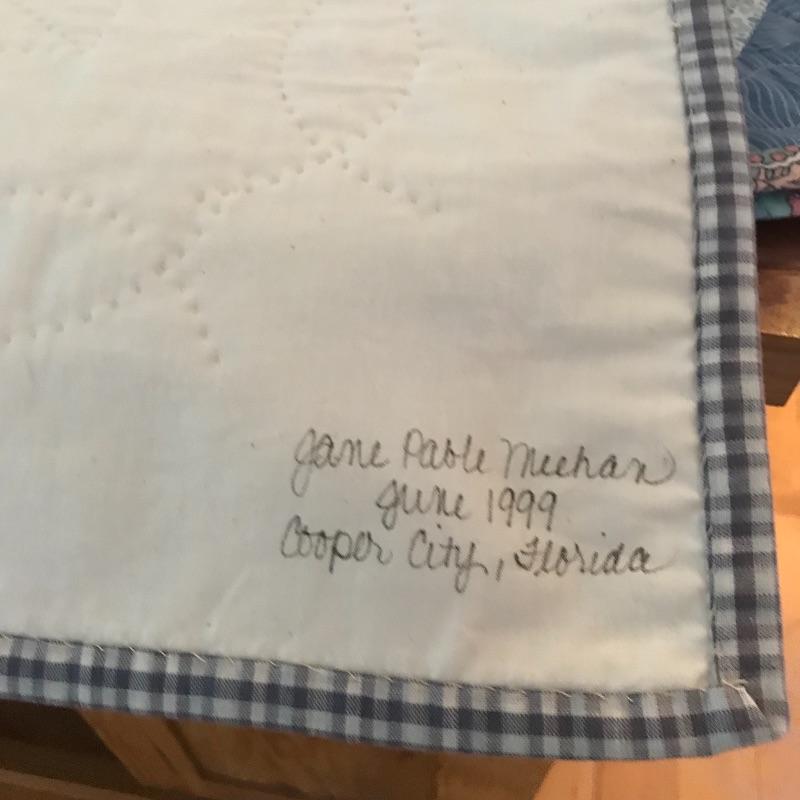 Jane Pable Meehan
June 1999
Cooper City, Florida